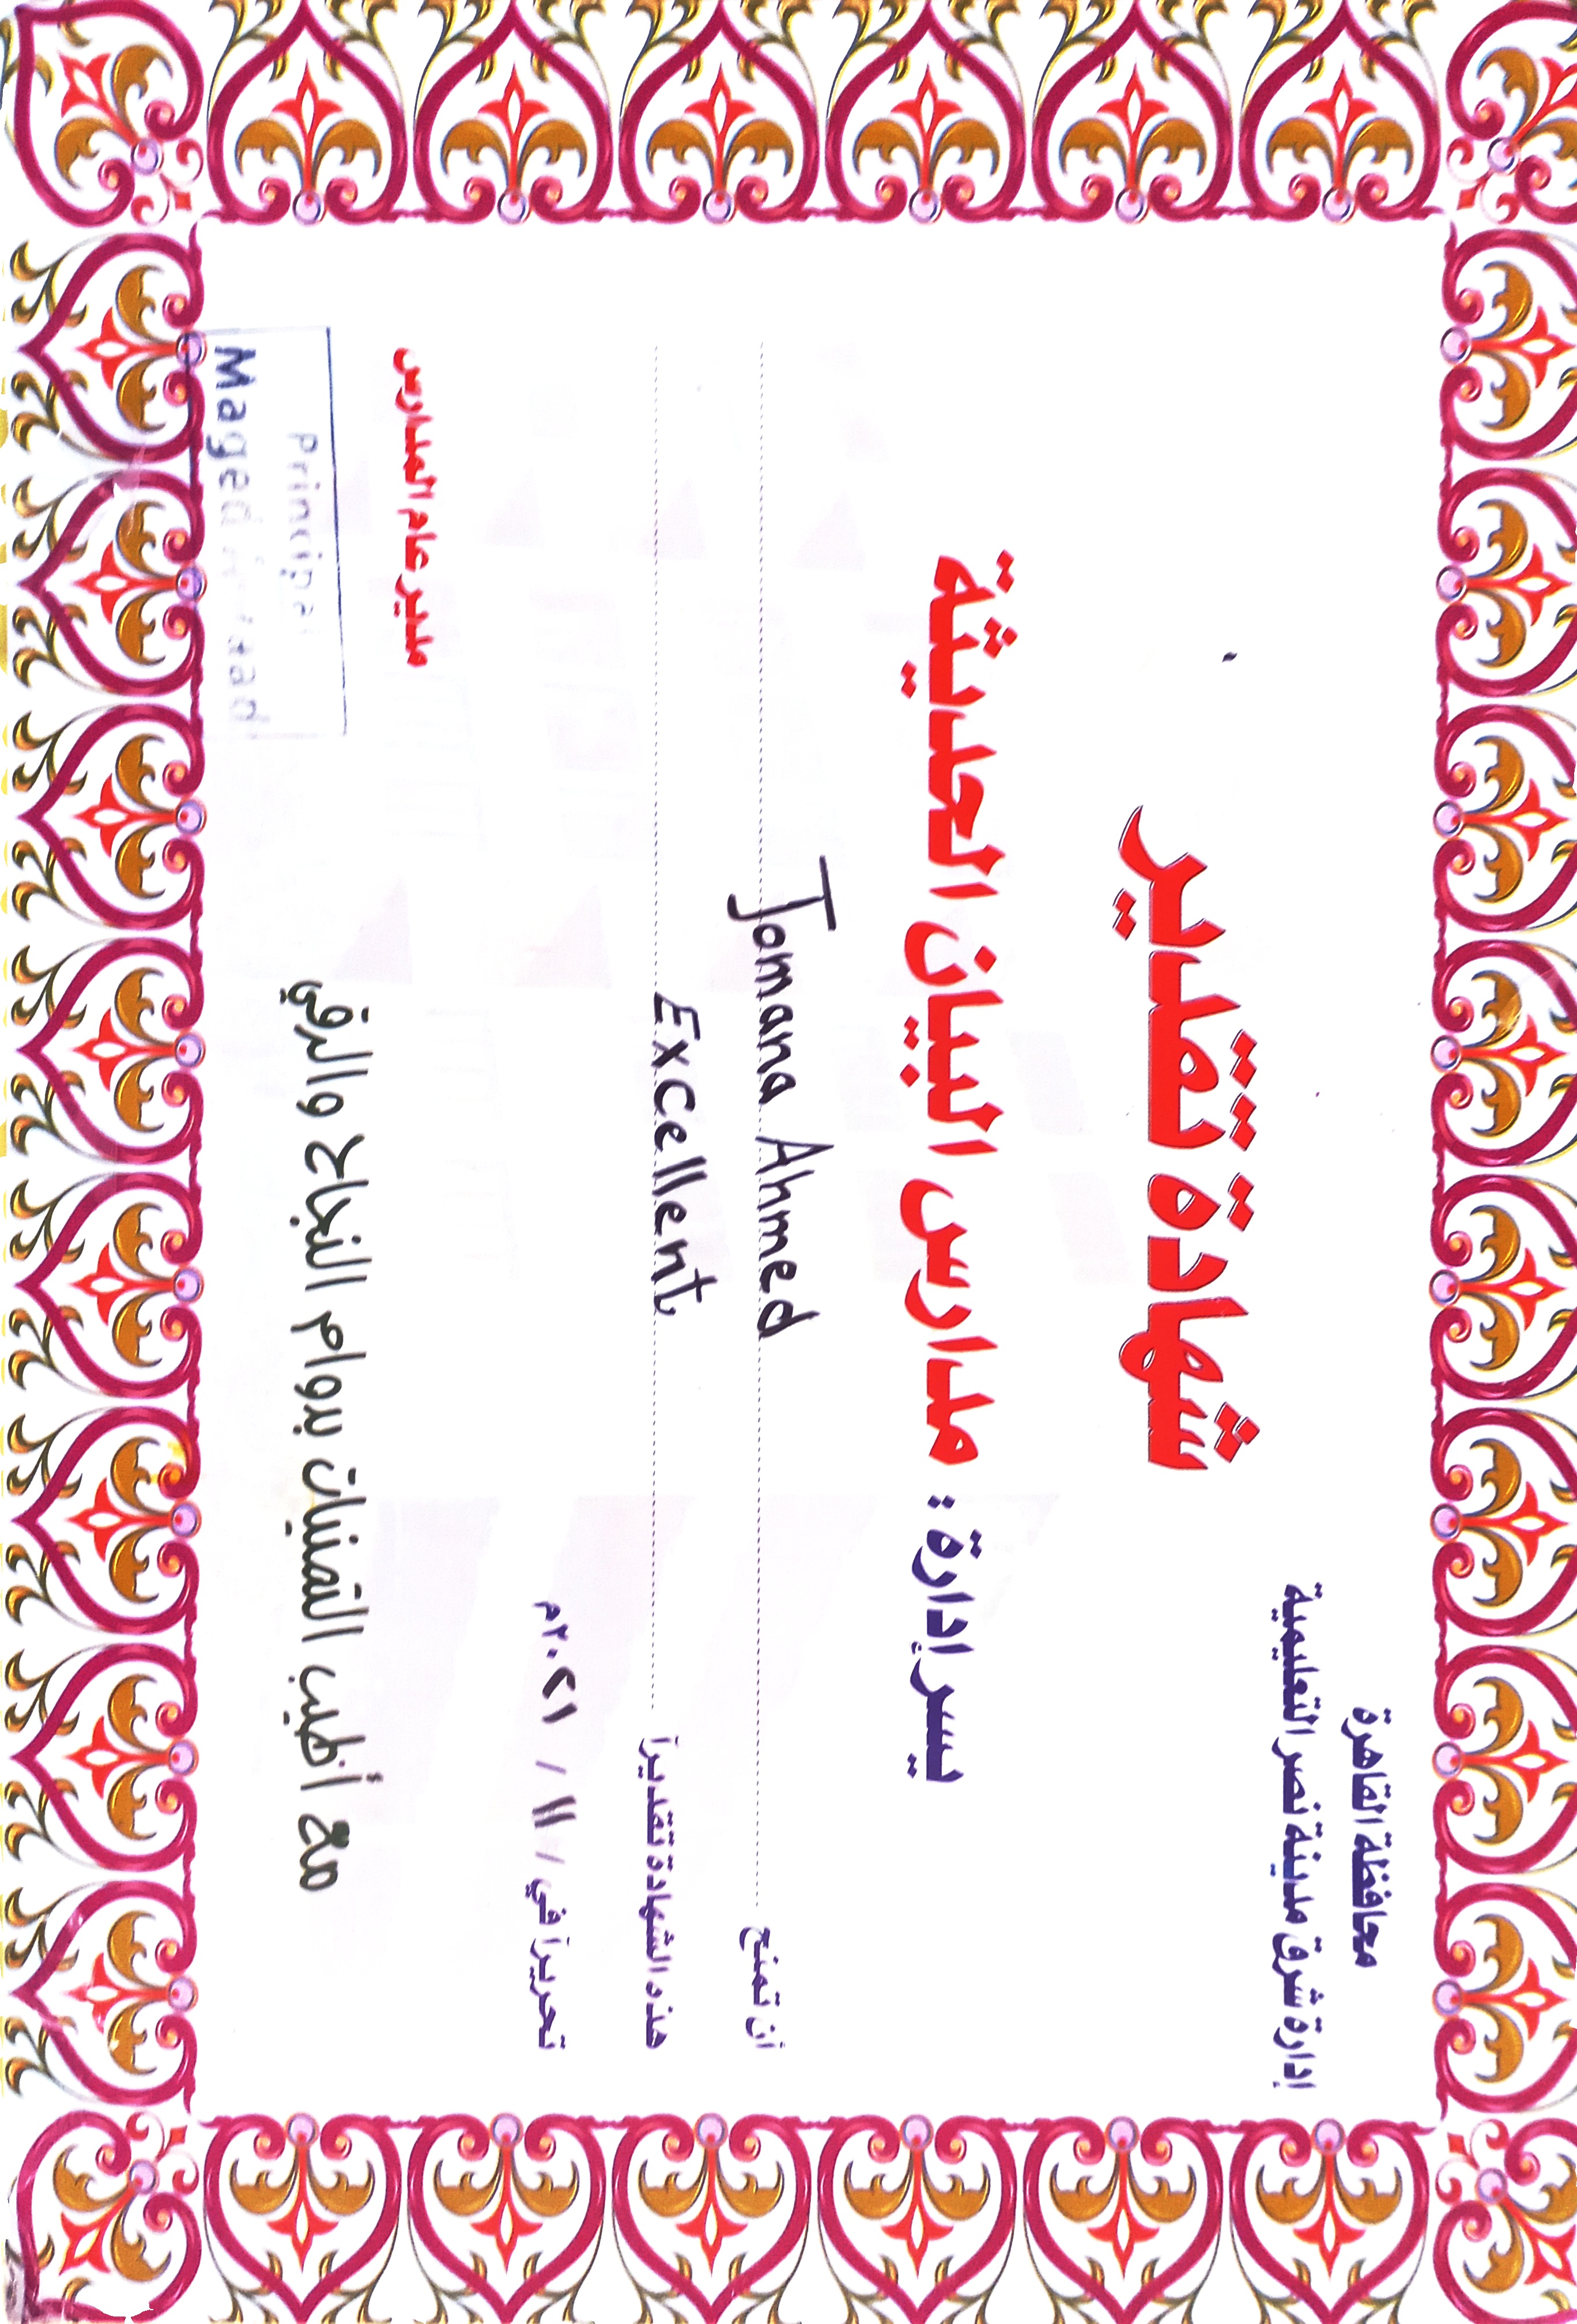 محافظة القاهرة
إدارة شرق مدينة نصر التعليمية
شهادة تقدير
يسر إدارة : مدارس البيان الحديثة
أن تمنح Jomana Ahmed
هذه الشهادة تقديراً Excellent
تحريراً في / ١١ / ٢٠٢١م
مع أطيب التمنيات بدوام النجاح والرقي
مدير عام المدارس
Principal
Maged